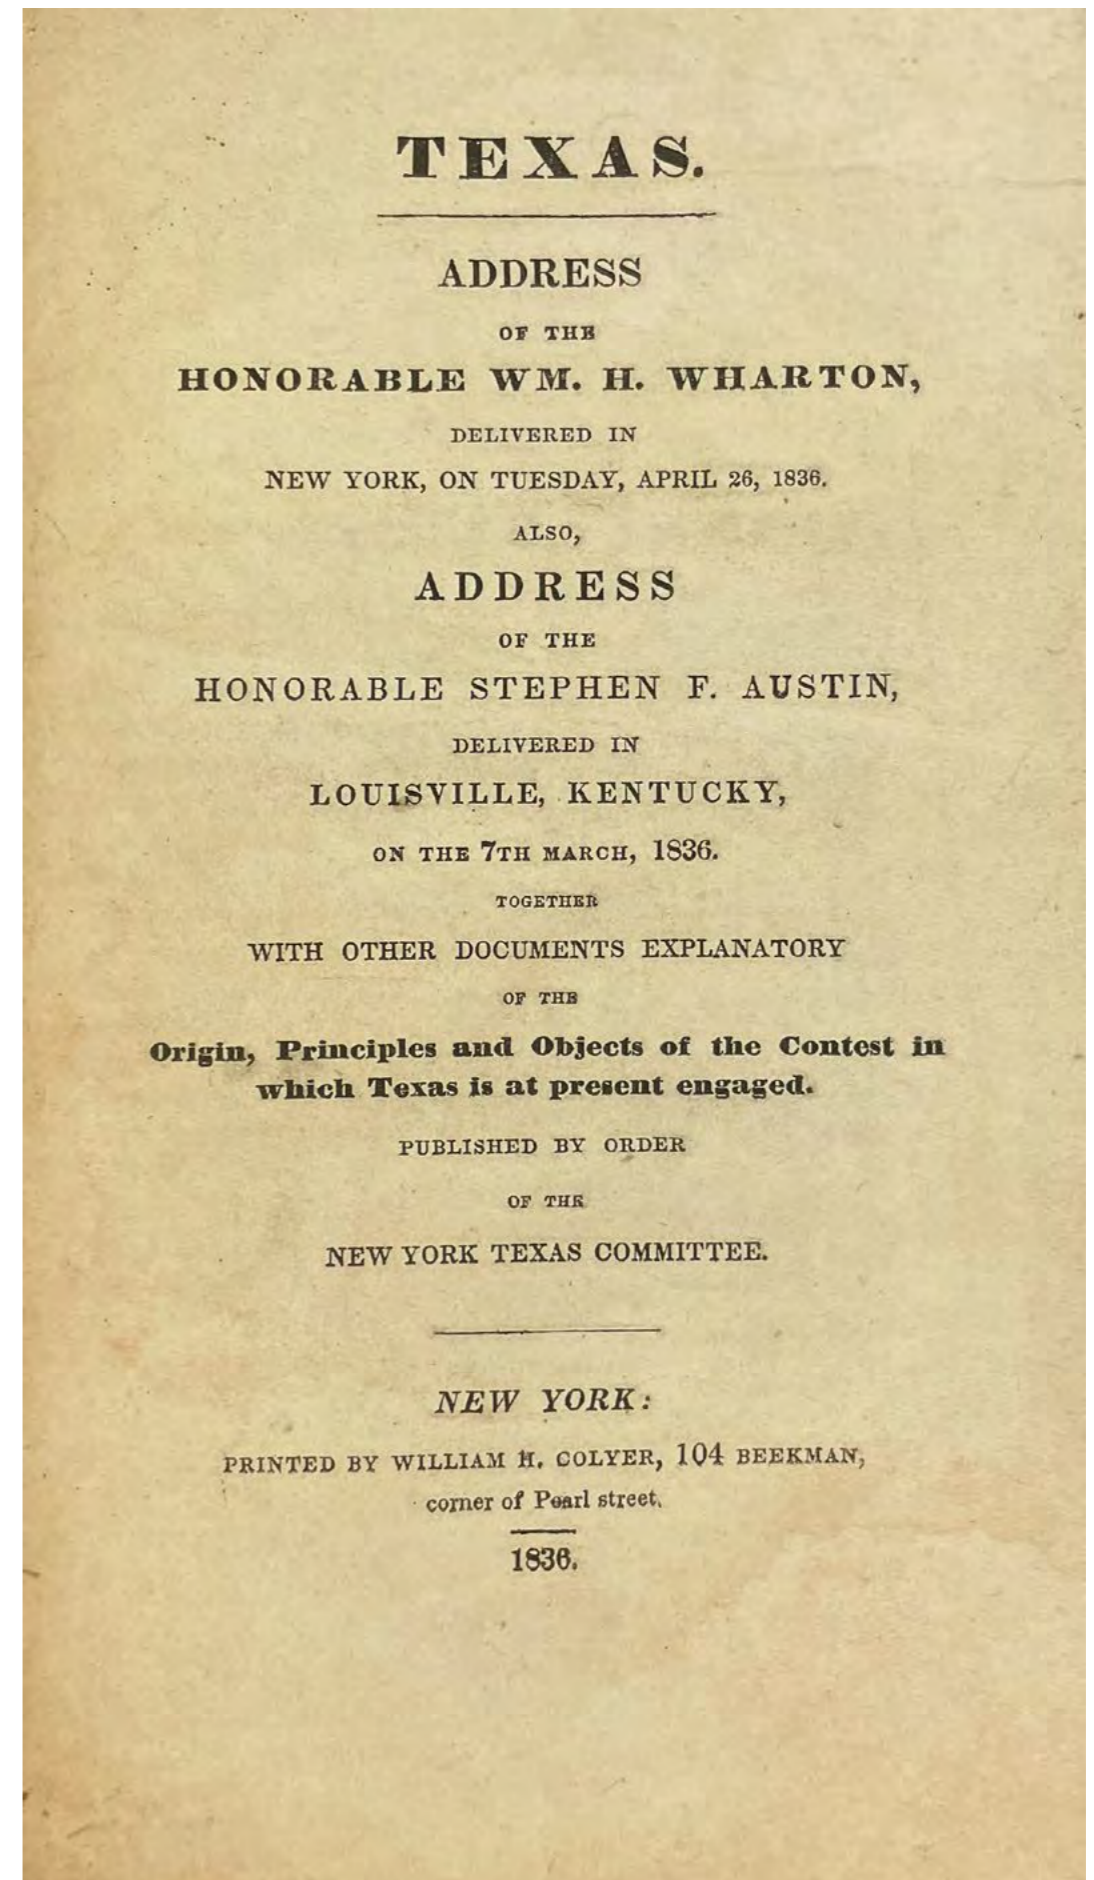 TEXAS.
ADDRESS
OF THE
HONORABLE WM. H. WHARTON,
DELIVERED IN
NEW YORK, ON TUESDAY, APRIL 26, 1836.
ALSO,
ADDRESS
OF THE
HONORABLE STEPHEN F. AUSTIN,
DELIVERED IN
LOUISVILLE, KENTUCKY,
ON THE 7TH MARCH, 1836.
TOGETHER
WITH OTHER DOCUMENTS EXPLANATORY
OF THE
Origin, Principles and Objects of the Contest in
which Texas is at present engaged.
PUBLISHED BY ORDER
OF THE
NEW YORK TEXAS COMMITTEE.
NEW YORK:
PRINTED BY WILLIAM H. COLYER, 104 BEEKMAN,
corner of Pearl street.
1836.